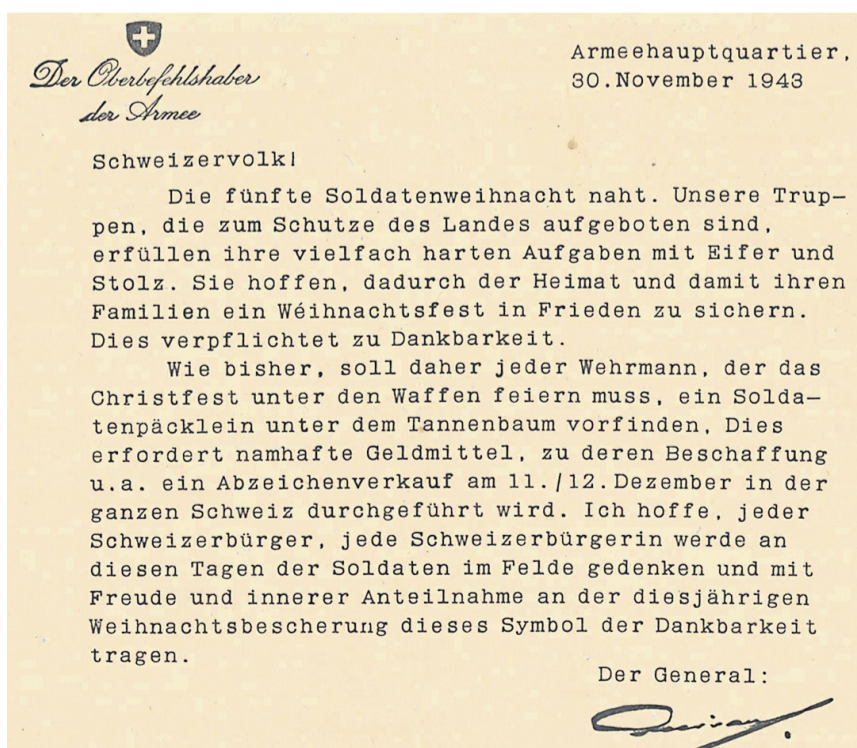 Der Oberbefehlshaber
der Armee
Armeehauptquartier,
30.November 1943
Schweizervolk!
Die fünfte Soldatenweihnacht naht. Unsere Trup-
pen, die zum Schutze des Landes aufgeboten sind,
erfüllen ihre vielfach harten Aufgaben mit Eifer und
Stolz. Sie hoffen, dadurch der Heimat und damit ihren
Familien ein Wéihnachtsfest in Frieden zu sichern.
Dies verpflichtet zu Dankbarkeit.
Wie bisher, soll daher jeder Wehrmann, der das
Christfest unter den Waffen feiern muss, ein Solda-
tenpäcklein unter dem Tannenbaum vorfinden, Dies
erfordert namhafte Geldmittel, zu deren Beschaffung
u.a. ein Abzeichenverkauf am 11./12.Dezember in der
ganzen Schweiz durchgeführt wird. Ich hoffe, jeder
Schweizerbürger, jede Schweizerbürgerin werde an
diesen Tagen der Soldaten im Felde gedenken und mit
Freude und innerer Anteilnahme an der diesjährigen
Weihnachtsbescherung dieses Symbol der Dankbarkeit
tragen.
Der General: